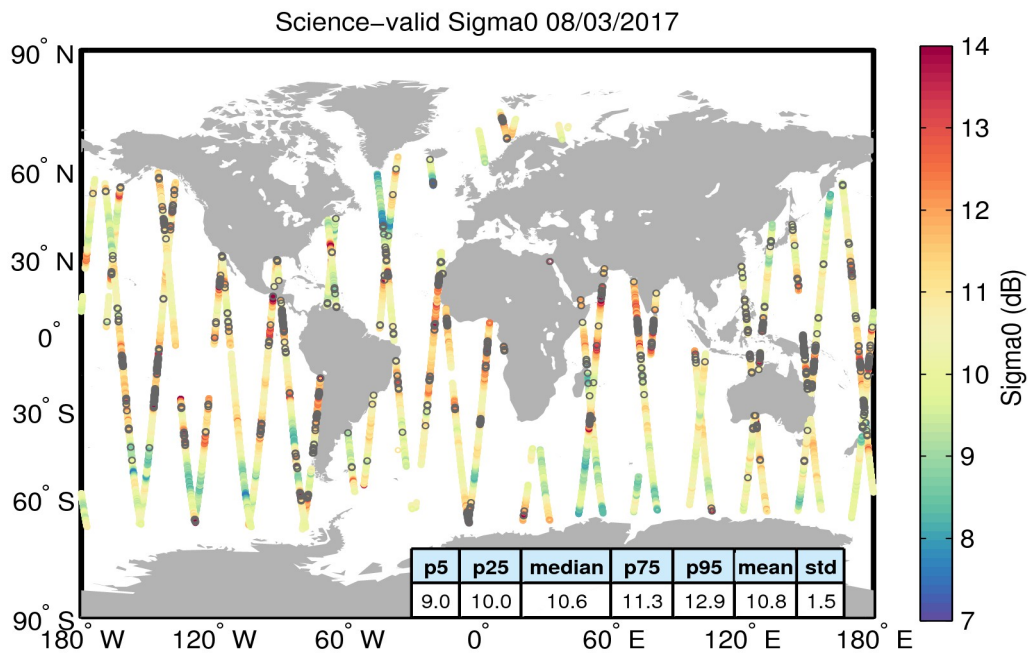 Science−valid Sigma0 08/03/2017
90° N
60° N
30° N
0°
30° S
60° S
90° S
180° W
120° W
60° W
0°
60° E
120° E
180° E
14
13
12
11
10
9
8
7
Sigma0 (dB)
p5 p25 median p75 p95 mean std
9.0 10.0 10.6 11.3 12.9 10.8 1.5